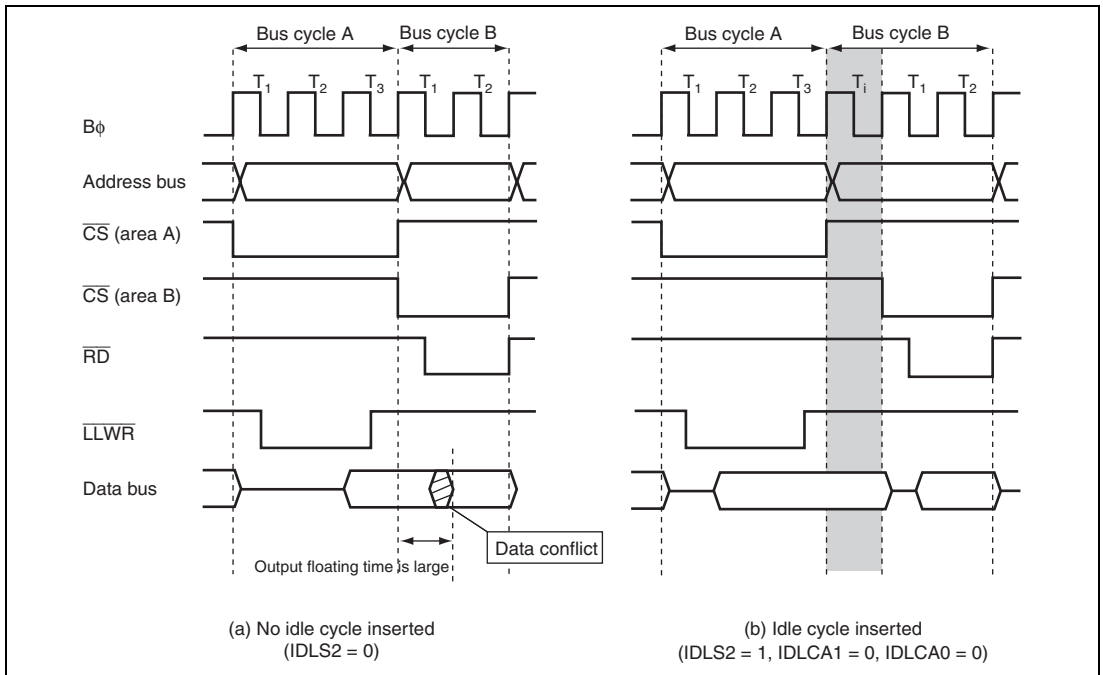 Bus cycle A Bus cycle B Bus cycle A Bus cycle B
T1 T2 T3 T1 T2 T1 T2 T3 Ti T1 T2
Bϕ
Address bus
CS (area A)
CS (area B)
RD
LLWR
Data bus
Data conflict
Output floating time is large
(a) No idle cycle inserted
(IDLS2 = 0)
(b) Idle cycle inserted
(IDLS2 = 1, IDLCA1 = 0, IDLCA0 = 0)